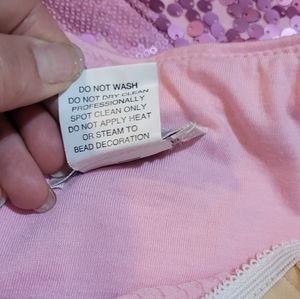 DO NOT WASH
DO NOT DRY CLEAN
PROFESSIONALLY
SPOT CLEAN ONLY
DO NOT APPLY HEAT
OR STEAM TO
BEAD DECORATION